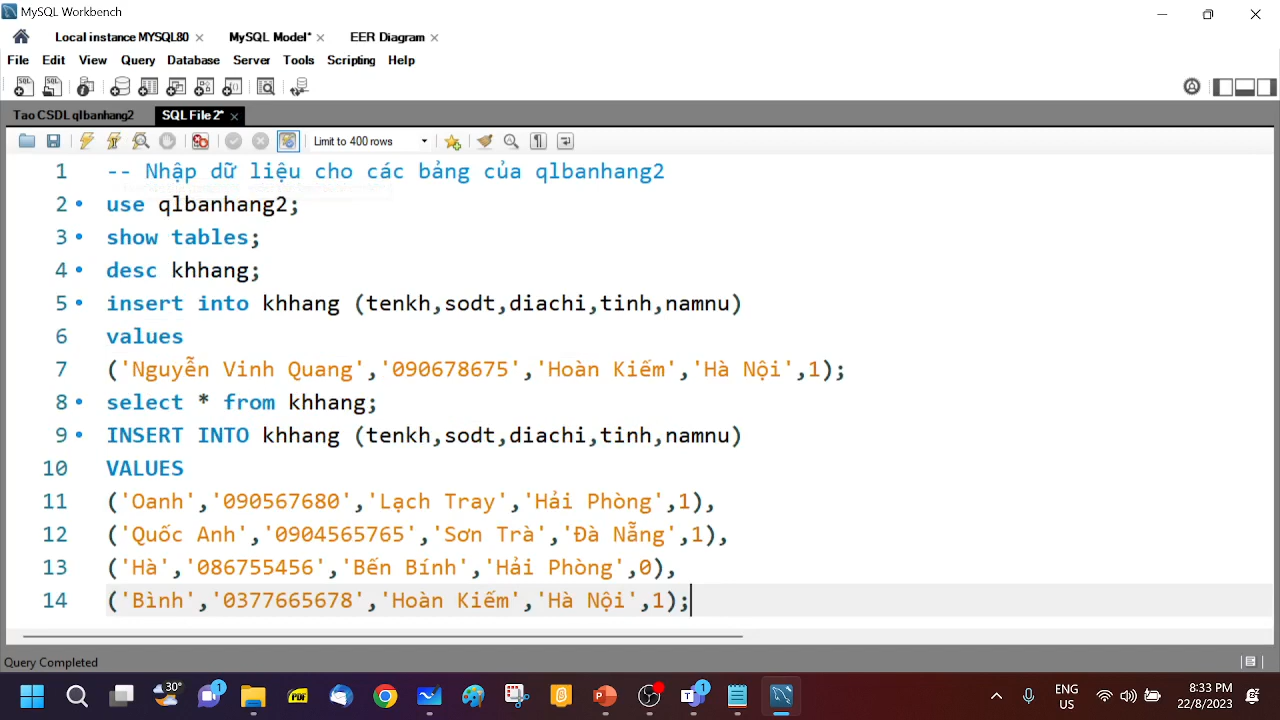 MySQL Workbench
Local instance MYSQL80 MySQL Model* EER Diagram
File Edit View Query Database Server Tools Scripting Help
Tao CSDL qlbanhang2 SQL File 2*
Limit to 400 rows
1 -- Nhập dữ liệu cho các bảng của qlbanhang2
2 use qlbanhang2;
3 show tables;
4 desc khhang;
5 insert into khhang (tenkh,sodt,diachi,tinh,namnu)
6 values
7 ('Nguyễn Vinh Quang','090678675','Hoàn Kiếm','Hà Nội',1);
8 select * from khhang;
9 INSERT INTO khhang (tenkh,sodt,diachi,tinh,namnu)
10 VALUES
11 ('Oanh','090567680','Lạch Tray','Hải Phòng',1),
12 ('Quốc Anh','0904565765','Sơn Trà','Đà Nẵng',1),
13 ('Hà','086755456','Bến Bính','Hải Phòng',0),
14 ('Bình','0377665678','Hoàn Kiếm','Hà Nội',1);
Query Completed
30° 1 PDF 1 ENG 8:33 PM
US 22/8/2023